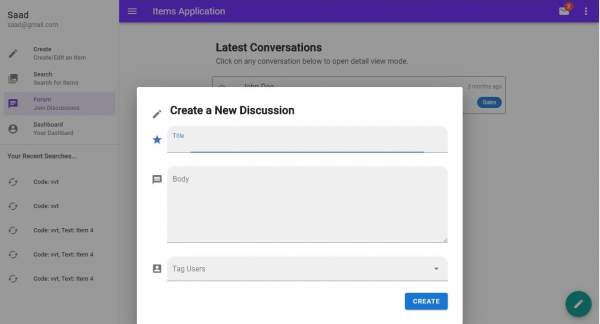 Saad
saad@gmail.com
Create
Create/Edit an Item
Search
Search for Items
Forum
Join Discussions
Dashboard
Your Dashboard
Your Recent Searches...
Code: vvt
Code: vvt
Code: vvt, Text: Item 4
Code: vvt, Text: Item 4
Code: vvt, Text: Item 4
Items Application
Latest Conversations
Click on any conversation below to open detail view mode.
John Doe
3 months ago
Sales
Create a New Discussion
Title
Body
Tag Users
CREATE